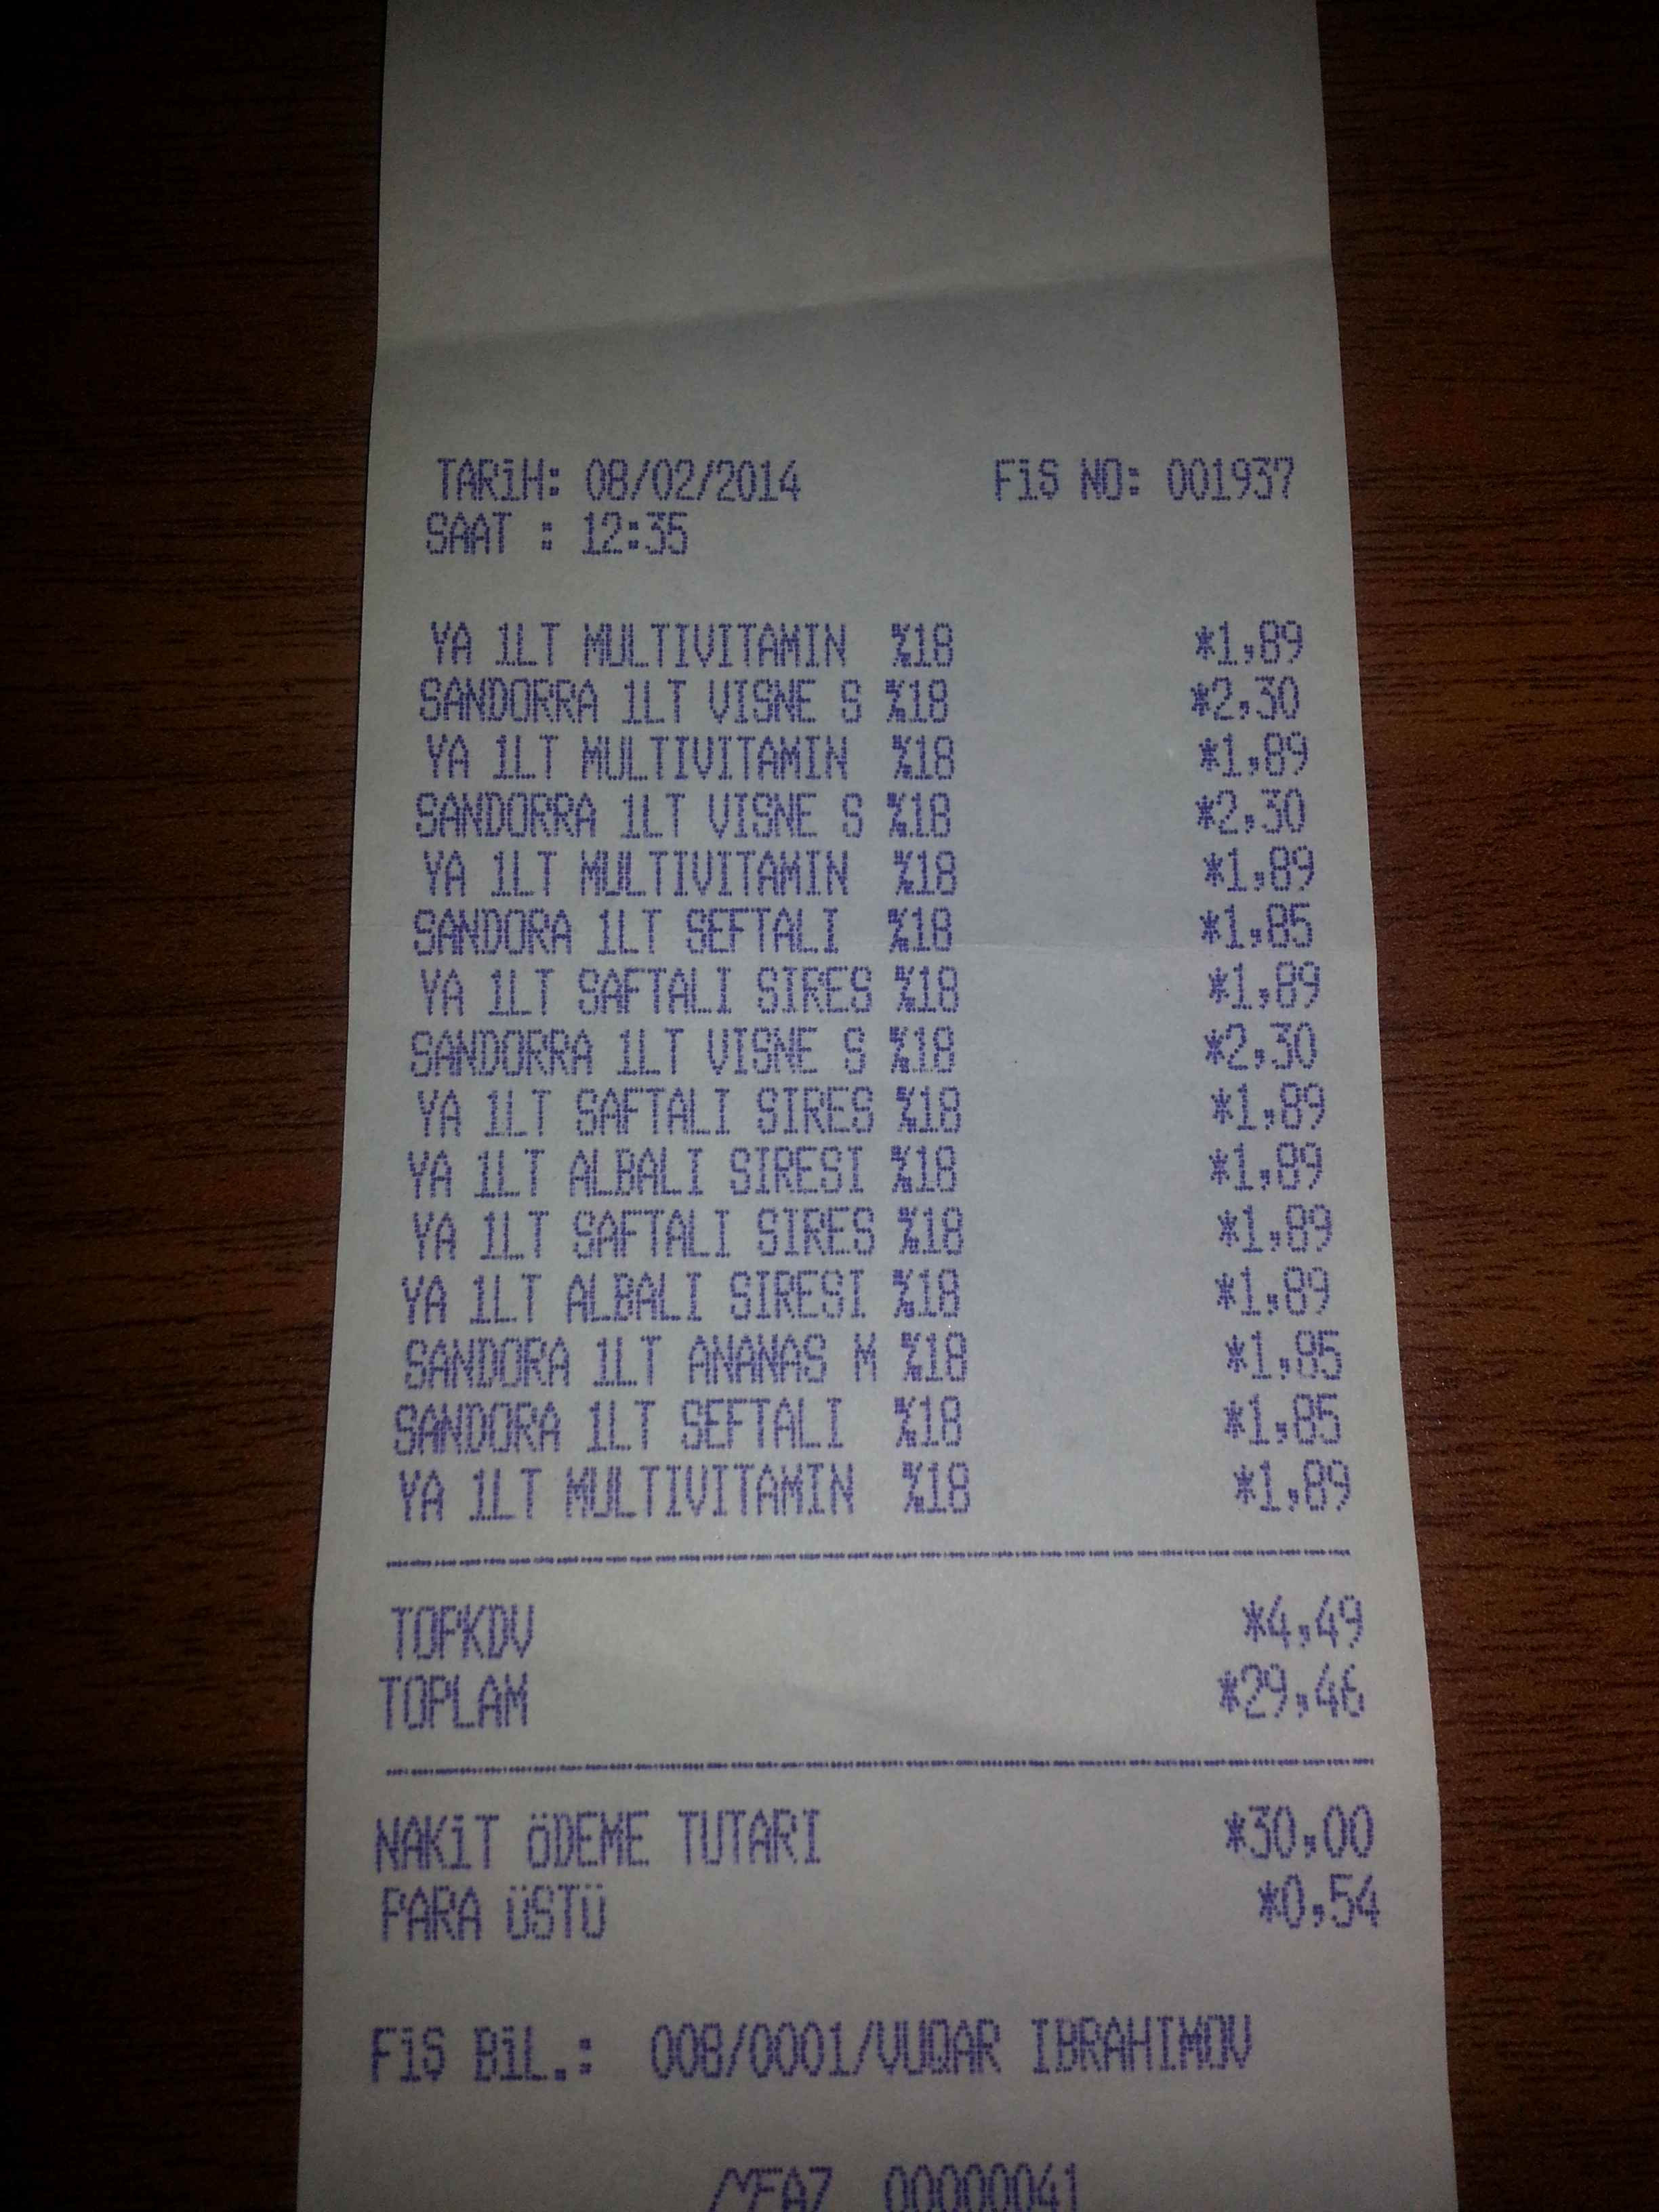 TARiH: 08/02/2014 FiŞ NO: 001937
SAAT : 12:35
YA 1LT MULTIVITAMIN %18 *1,89
SANDORRA 1LT VISNE S %18 *2,30
YA 1LT MULTIVITAMIN %18 *1,89
SANDORRA 1LT VISNE S %18 *2,30
YA 1LT MULTIVITAMIN %18 *1,89
SANDORA 1LT SEFTALI %18 *1,85
YA 1LT SAFTALI SIRES %18 *1,89
SANDORRA 1LT VISNE S %18 *2,30
YA 1LT SAFTALI SIRES %18 *1,89
YA 1LT ALBALI SIRESI %18 *1,89
YA 1LT SAFTALI SIRES %18 *1,89
YA 1LT ALBALI SIRESI %18 *1,89
SANDORA 1LT ANANAS M %18 *1,85
SANDORA 1LT SEFTALI %18 *1,85
YA 1LT MULTIVITAMIN %18 *1,89
TOPKDV *4,49
TOPLAM *29,46
NAKiT ÖDEME TUTARI *30,00
PARA ÜSTÜ *0,54
FiŞ BiL.: 008/0001/VUQAR IBRAHIMOV
00000041